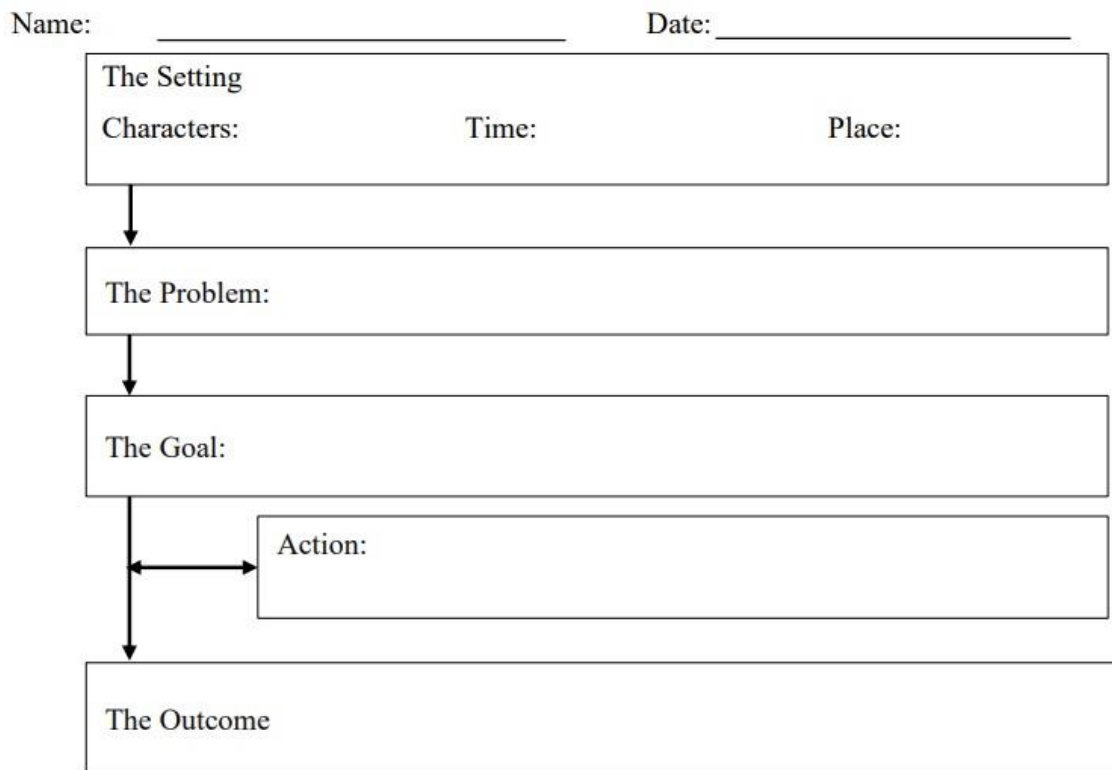 Name: Date:
The Setting
Characters: Time: Place:
The Problem:
The Goal:
Action:
The Outcome